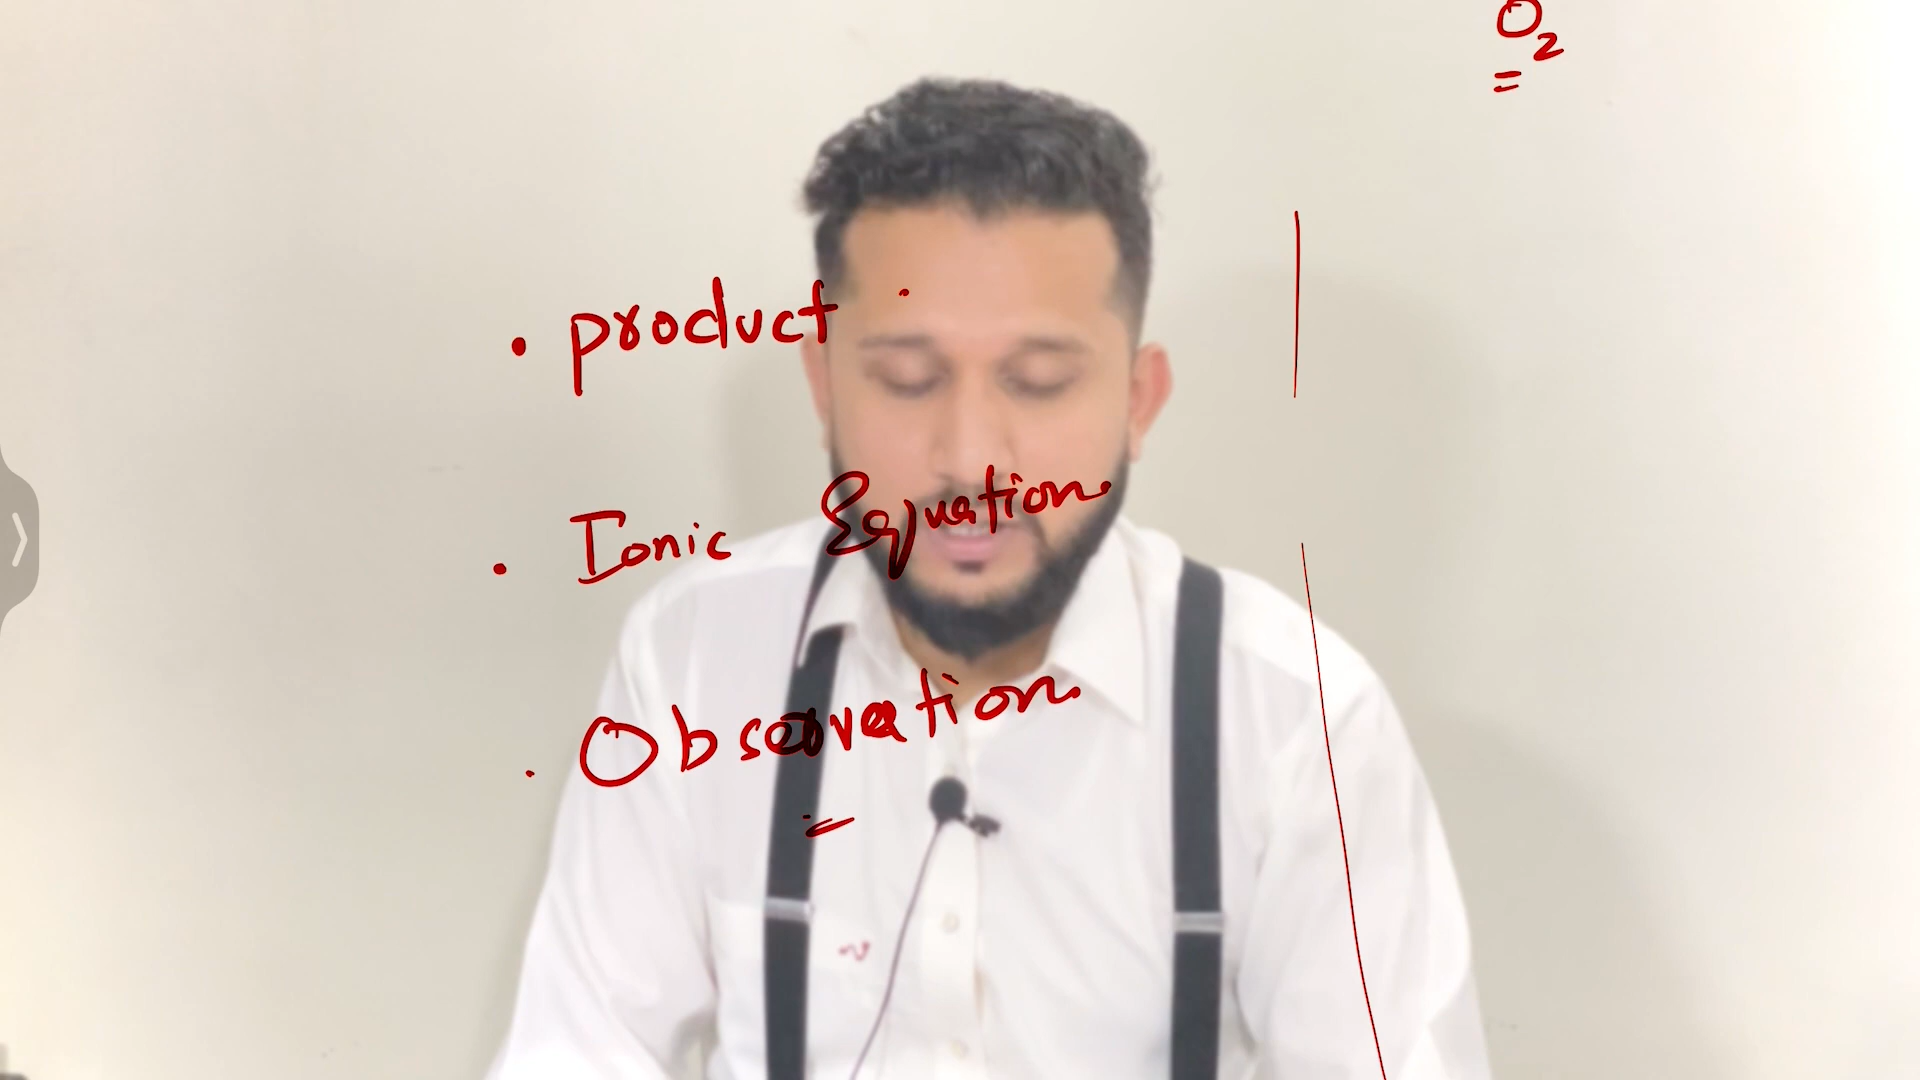 O₂
• product
• Ionic Equation
• Observation